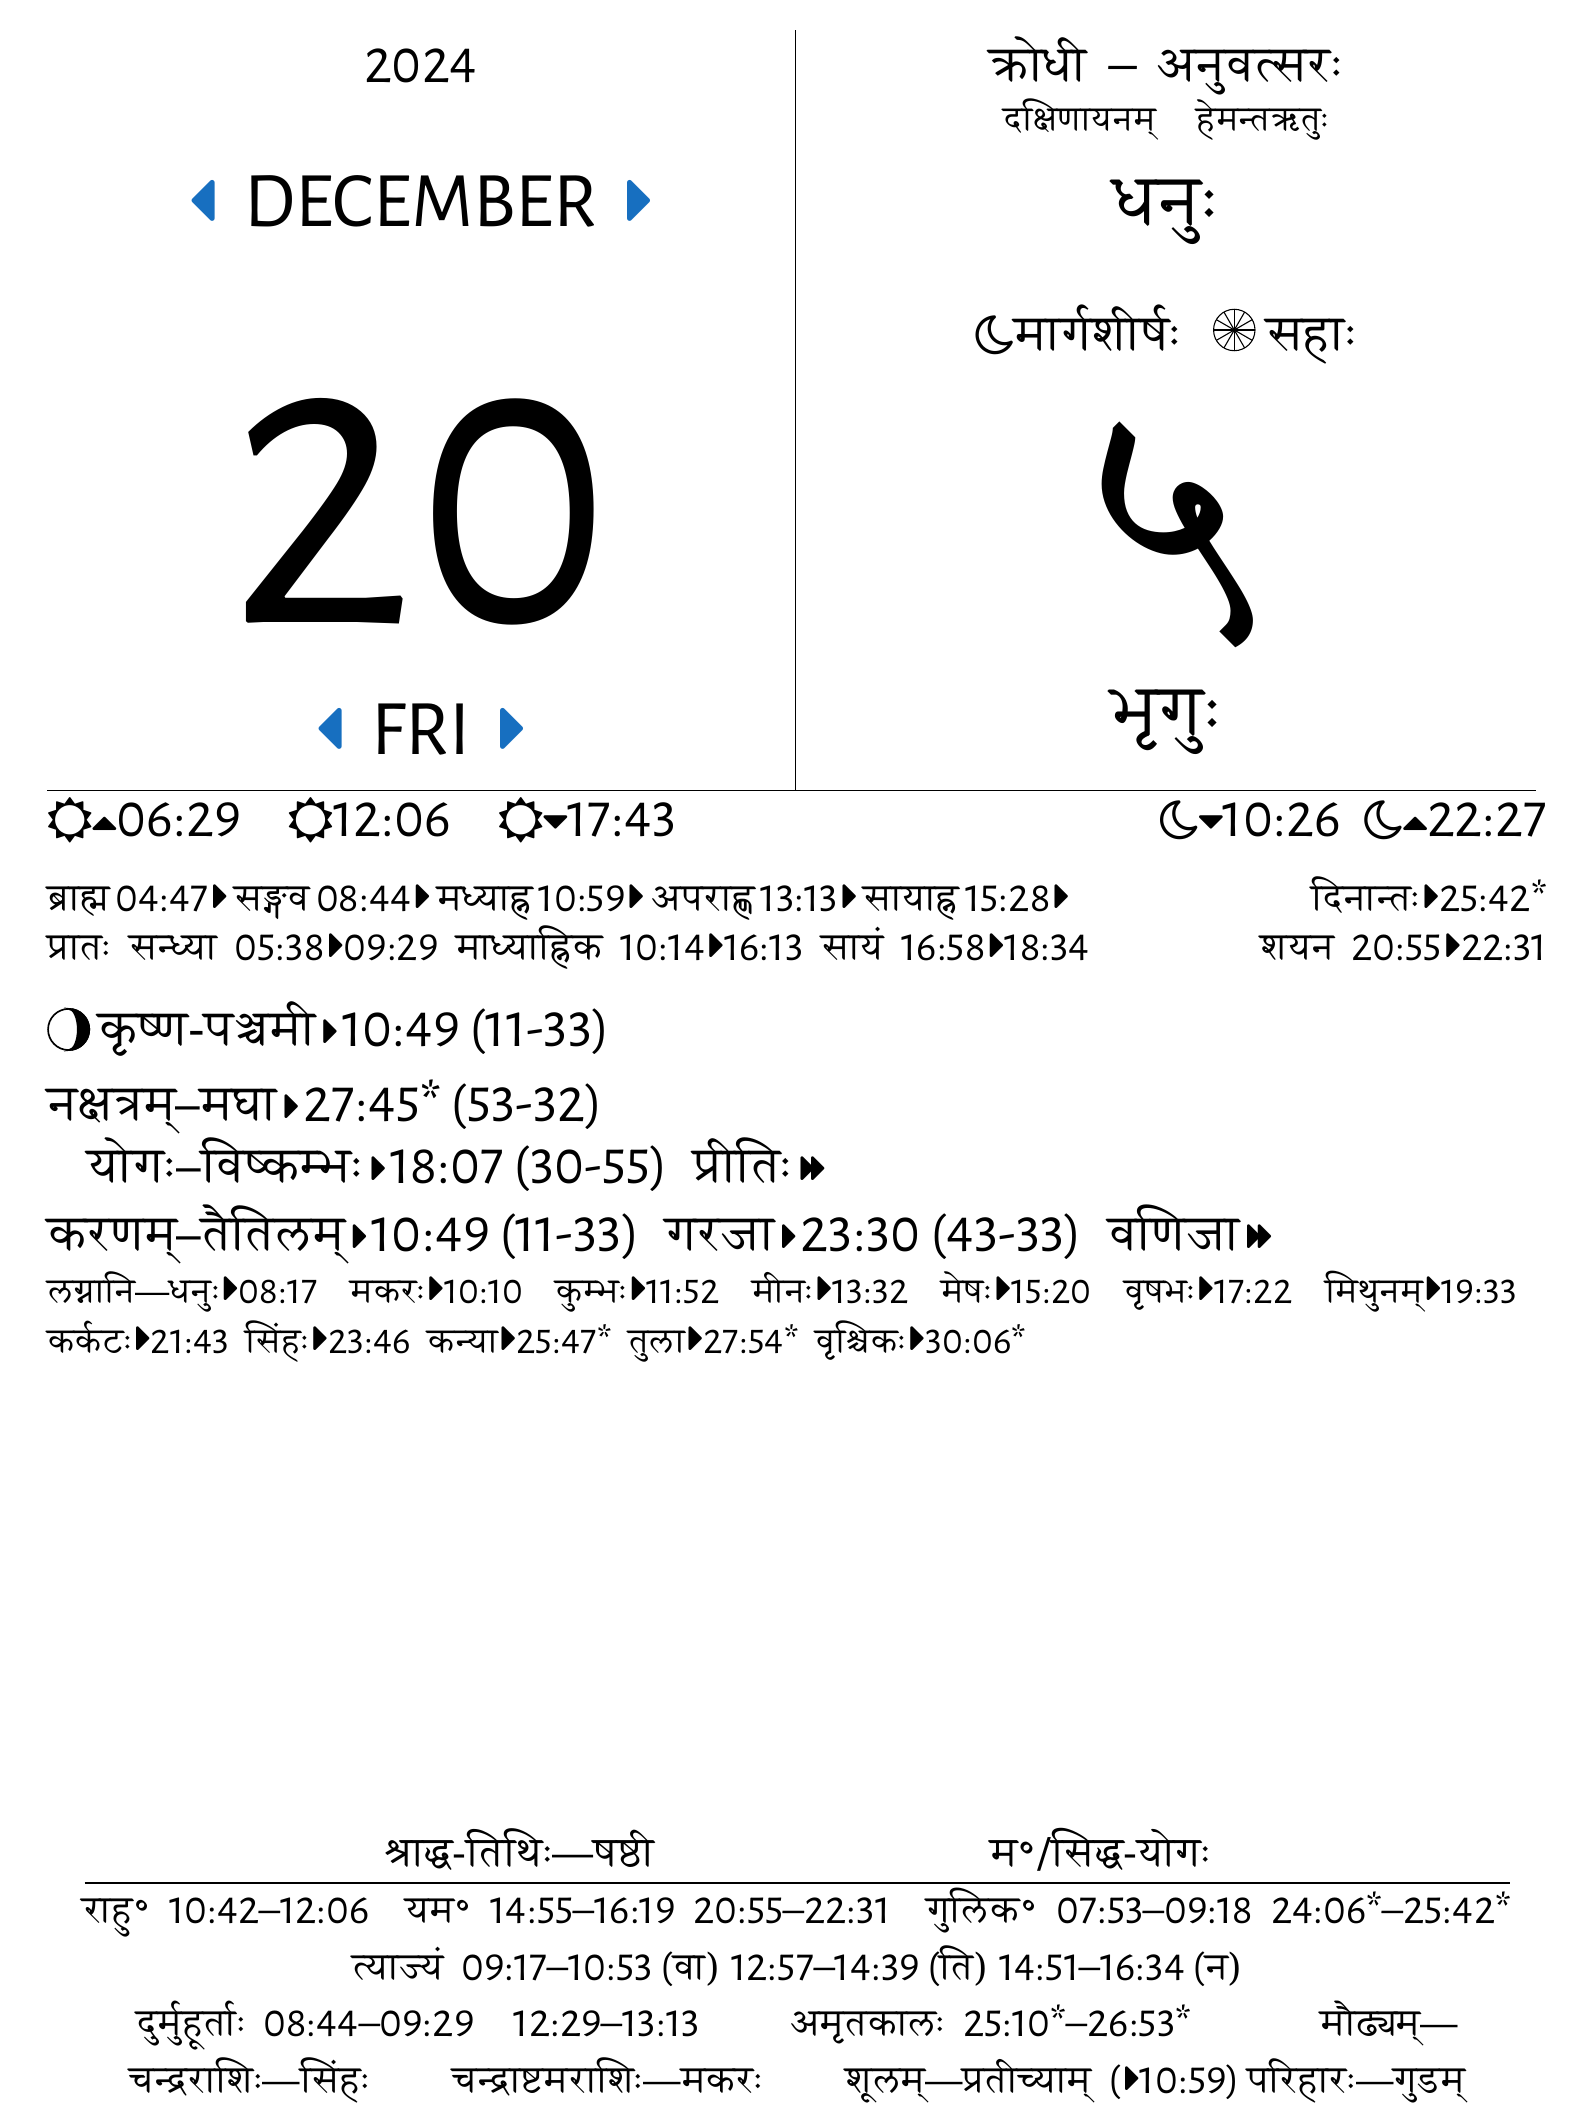 2024
DECEMBER
20
FRI
क्रोधी – अनुवत्सरः
दक्षिणायनम् हेमन्तऋतुः
धनुः
मार्गशीर्षः सहाः
५
भृगुः
06:29 12:06 17:43 10:26 22:27
ब्राह्म 04:47 सङ्गव 08:44 मध्याह्न 10:59 अपराह्ण 13:13 सायाह्न 15:28 दिनान्तः 25:42*
प्रातः सन्ध्या 05:38 09:29 माध्याह्निक 10:14 16:13 सायं 16:58 18:34 शयन 20:55 22:31
कृष्ण-पञ्चमी 10:49 (11-33)
नक्षत्रम्–मघा 27:45* (53-32)
योगः–विष्कम्भः 18:07 (30-55) प्रीतिः
करणम्–तैतिलम् 10:49 (11-33) गरजा 23:30 (43-33) वणिजा
लग्नानि—धनुः 08:17 मकरः 10:10 कुम्भः 11:52 मीनः 13:32 मेषः 15:20 वृषभः 17:22 मिथुनम् 19:33
कर्कटः 21:43 सिंहः 23:46 कन्या 25:47* तुला 27:54* वृश्चिकः 30:06*
श्राद्ध-तिथिः—षष्ठी म°/सिद्ध-योगः
राहु° 10:42–12:06 यम° 14:55–16:19 20:55–22:31 गुलिक° 07:53–09:18 24:06*–25:42*
त्याज्यं 09:17–10:53 (वा) 12:57–14:39 (ति) 14:51–16:34 (न)
दुर्मुहूर्ताः 08:44–09:29 12:29–13:13 अमृतकालः 25:10*–26:53* मौढ्यम्—
चन्द्रराशिः—सिंहः चन्द्राष्टमराशिः—मकरः शूलम्—प्रतीच्याम् (10:59) परिहारः—गुडम्